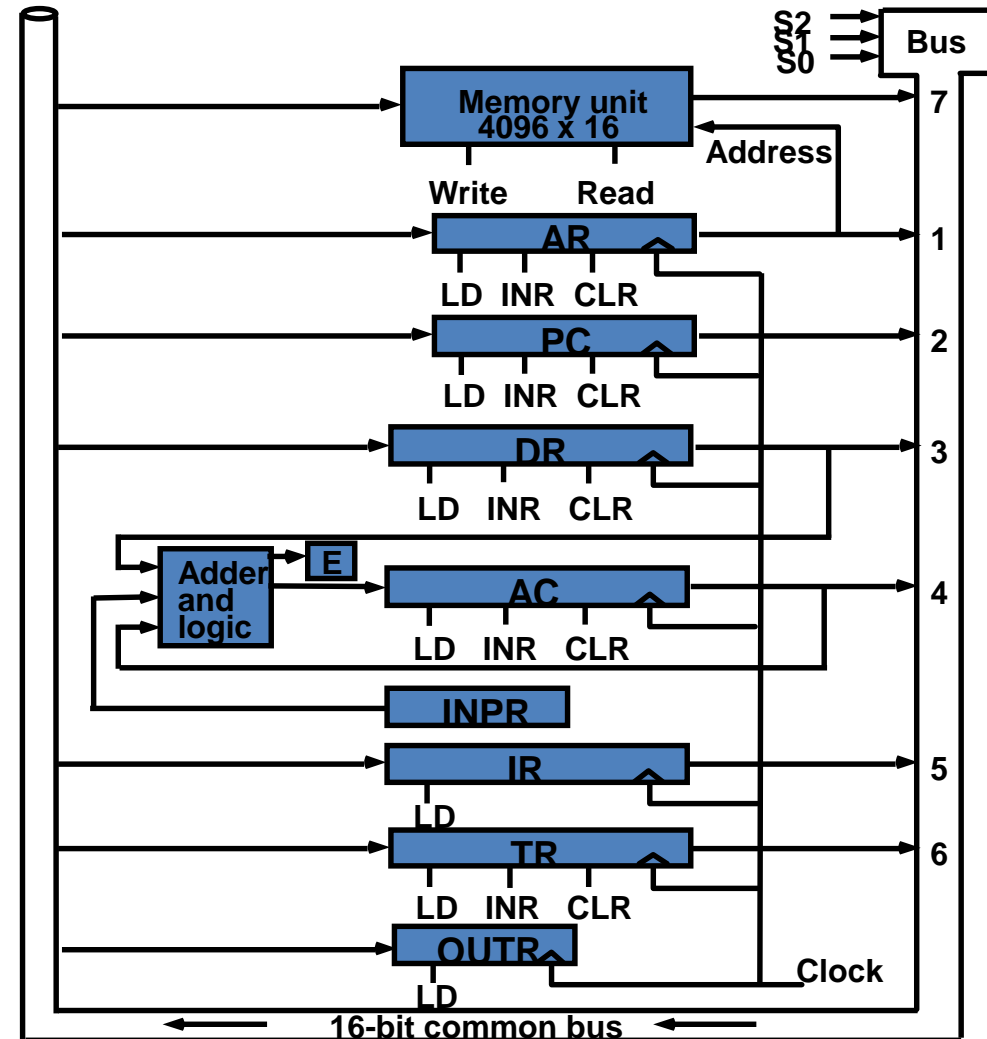 S2
S1
S0
Bus
Memory unit
4096 x 16
7
Address
Write Read
AR
1
LD INR CLR
PC
2
LD INR CLR
DR
3
LD INR CLR
Adder
and
logic
E
AC
4
LD INR CLR
INPR
IR
5
LD
TR
6
LD INR CLR
OUTR
LD
Clock
16-bit common bus